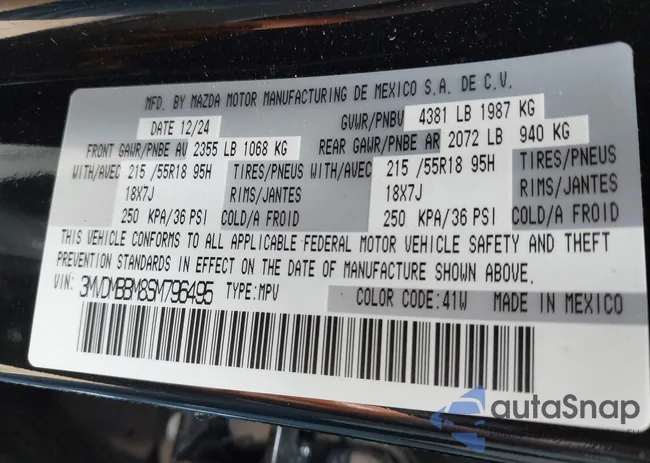 MFD. BY MAZDA MOTOR MANUFACTURING DE MEXICO S.A. DE C.V.
DATE 12/24 GVWR/PNBV 4381 LB 1987 KG
FRONT GAWR/PNBE AV 2355 LB 1068 KG REAR GAWR/PNBE AR 2072 LB 940 KG
WITH/AVEC 215 /55R18 95H TIRES/PNEUS WITH/AVEC 215 /55R18 95H TIRES/PNEUS
18X7J RIMS/JANTES 18X7J RIMS/JANTES
250 KPA/36 PSI COLD/A FROID 250 KPA/36 PSI COLD/A FROID
THIS VEHICLE CONFORMS TO ALL APPLICABLE FEDERAL MOTOR VEHICLE SAFETY AND THEFT
PREVENTION STANDARDS IN EFFECT ON THE DATE OF MANUFACTURE SHOWN ABOVE.
VIN: 3MVDMBBM8SM796495 TYPE:MPV COLOR CODE:41W MADE IN MEXICO
autaSnap